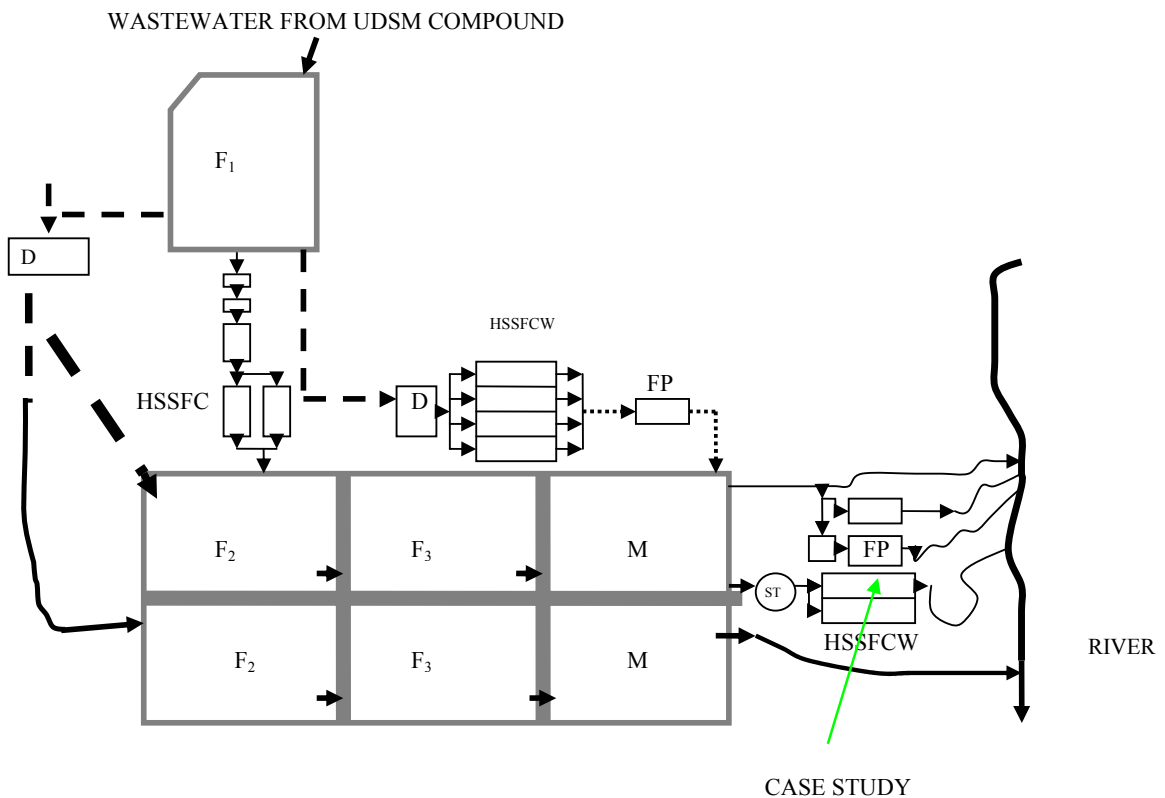 WASTEWATER FROM UDSM COMPOUND
F₁
D
HSSFCW
HSSFC
D
FP
F₂
F₃
M
FP
ST
HSSFCW
F₂
F₃
M
RIVER
CASE STUDY